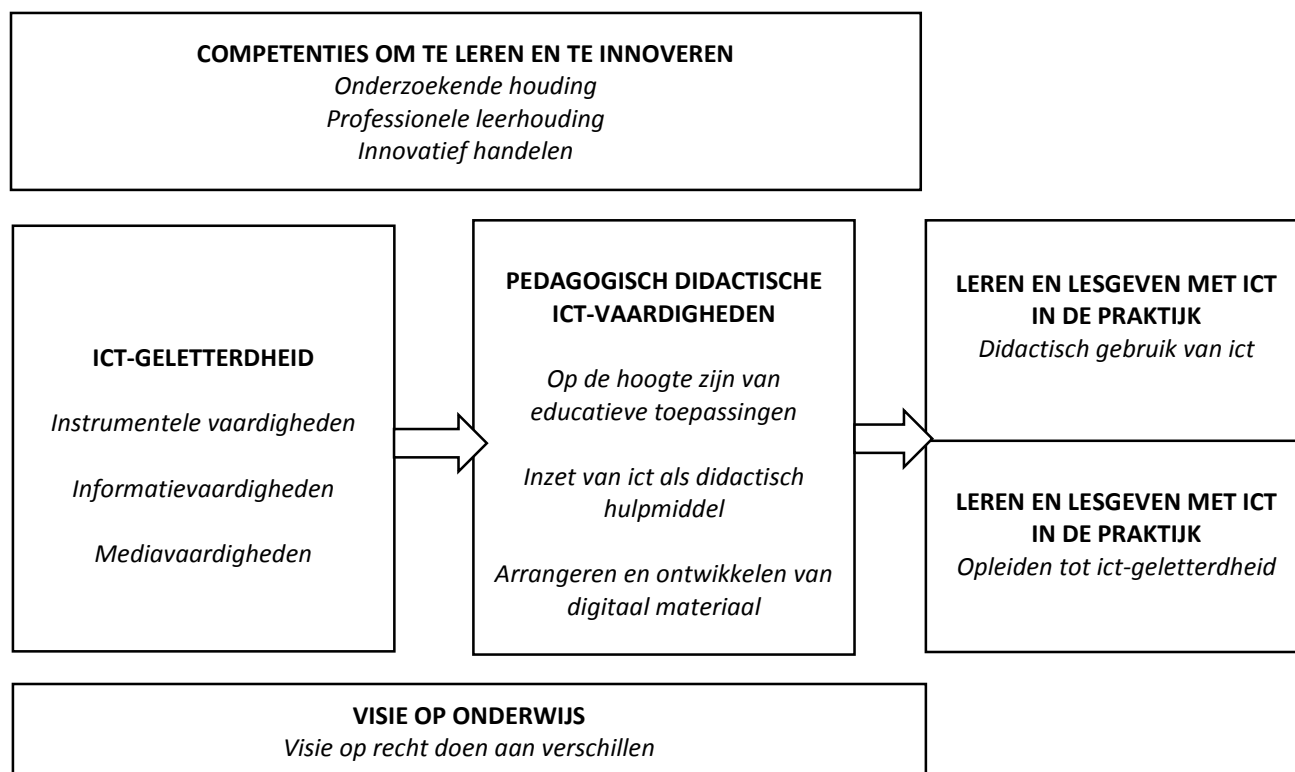 COMPETENTIES OM TE LEREN EN TE INNOVEREN
Onderzoekende houding
Professionele leerhouding
Innovatief handelen
ICT-GELETTERDHEID
Instrumentele vaardigheden
Informatievaardigheden
Mediavaardigheden
PEDAGOGISCH DIDACTISCHE
ICT-VAARDIGHEDEN
Op de hoogte zijn van
educatieve toepassingen
Inzet van ict als didactisch
hulpmiddel
Arrangeren en ontwikkelen van
digitaal materiaal
LEREN EN LESGEVEN MET ICT
IN DE PRAKTIJK
Didactisch gebruik van ict
LEREN EN LESGEVEN MET ICT
IN DE PRAKTIJK
Opleiden tot ict-geletterdheid
VISIE OP ONDERWIJS
Visie op recht doen aan verschillen